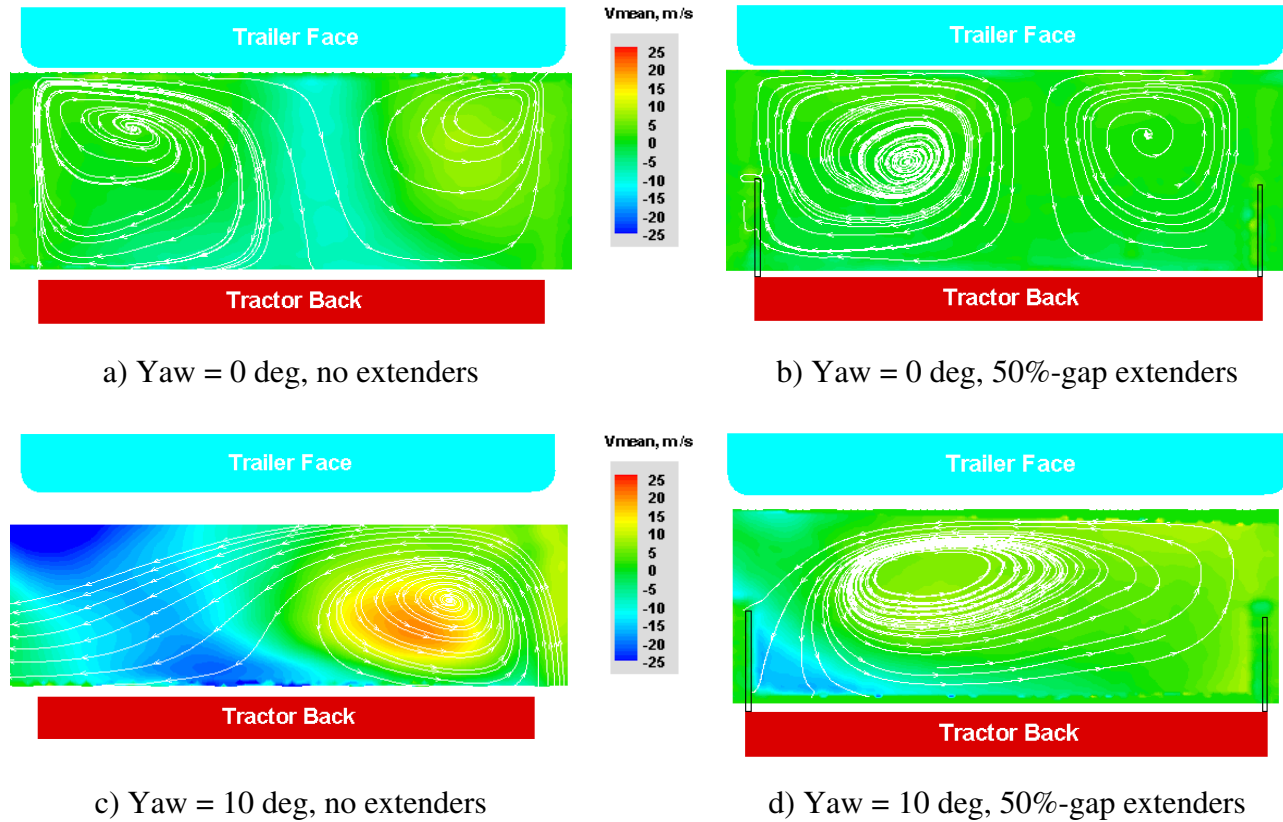 Vmean, m/s
Trailer Face
25
20
15
10
5
0
-5
-10
-15
-20
-25
Tractor Back
a) Yaw = 0 deg, no extenders
Trailer Face
Tractor Back
b) Yaw = 0 deg, 50%-gap extenders
Vmean, m/s
Trailer Face
25
20
15
10
5
0
-5
-10
-15
-20
-25
Tractor Back
c) Yaw = 10 deg, no extenders
Trailer Face
Tractor Back
d) Yaw = 10 deg, 50%-gap extenders